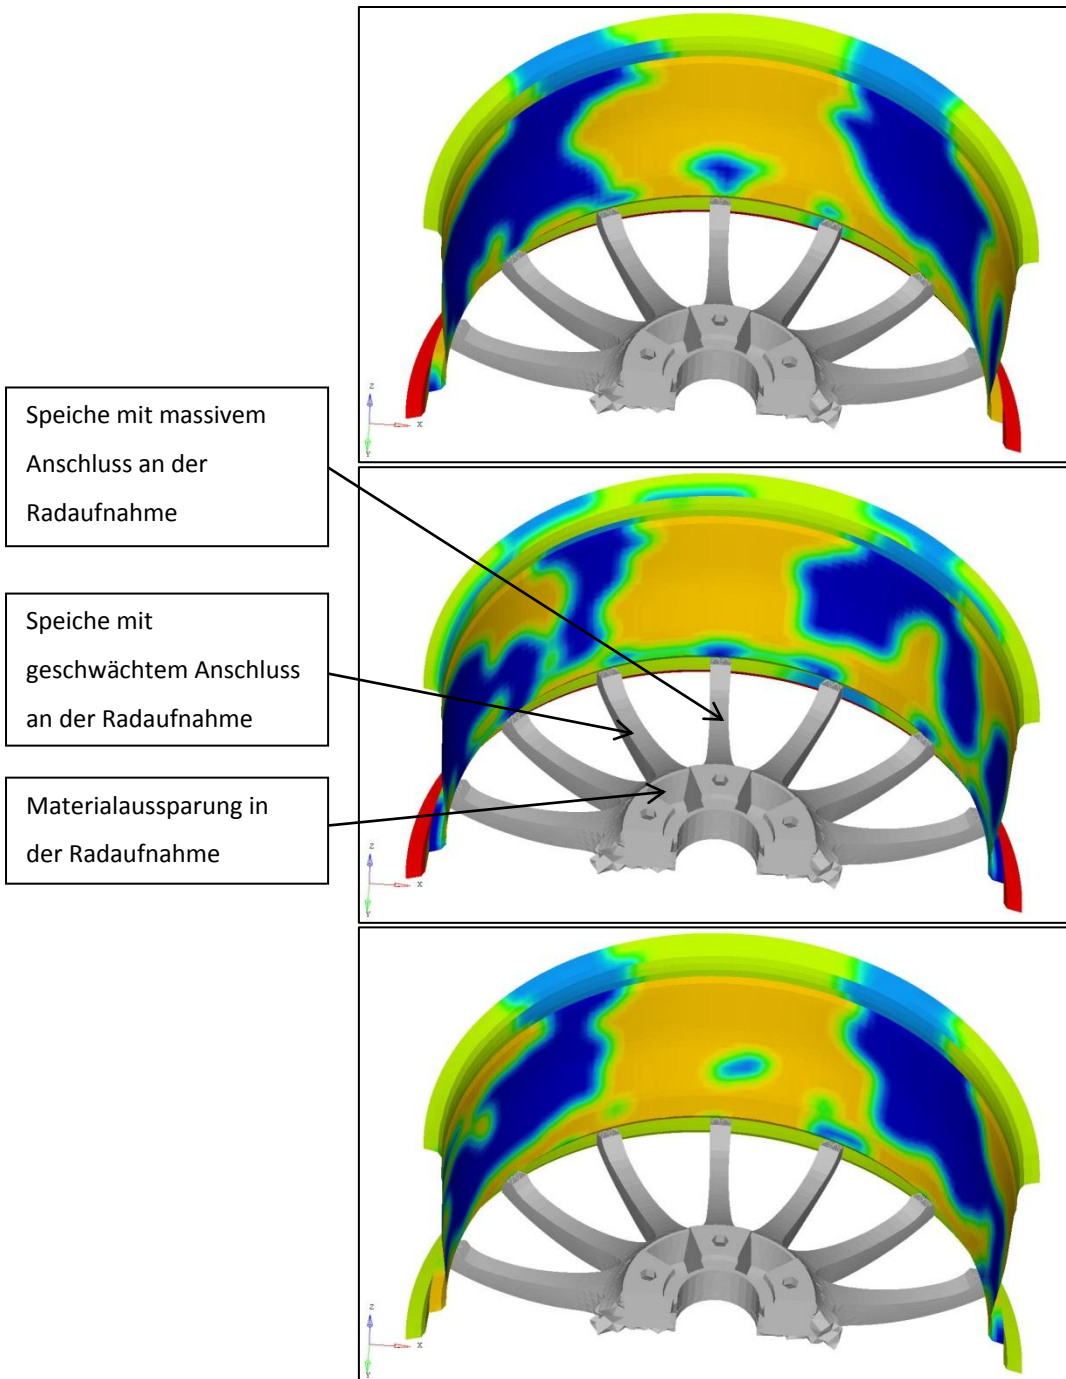 Speiche mit massivem
Anschluss an der
Radaufnahme
Speiche mit
geschwächtem Anschluss
an der Radaufnahme
Materialaussparung in
der Radaufnahme
z
x
Y
z
x
Y
z
x
Y